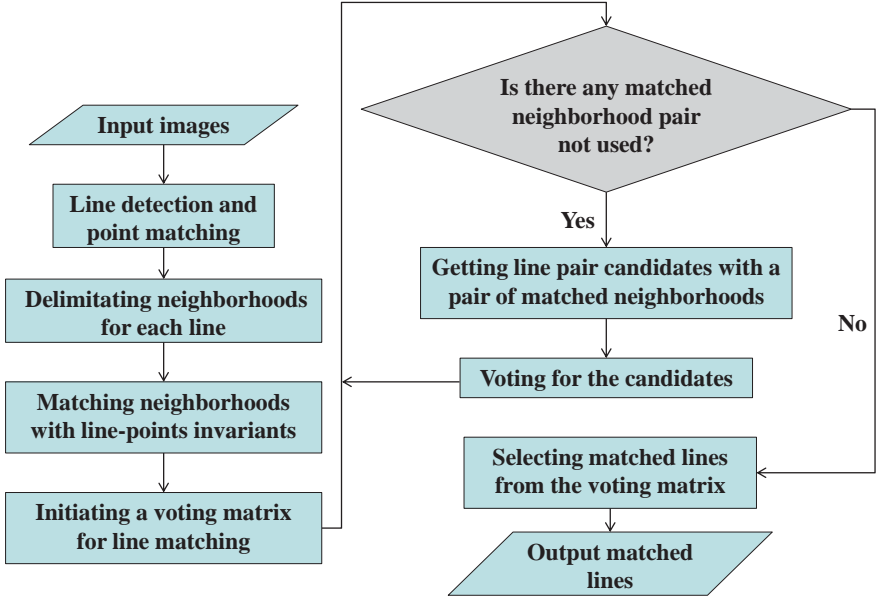 Input images
Line detection and
point matching
Delimitating neighborhoods
for each line
Matching neighborhoods
with line-points invariants
Initiating a voting matrix
for line matching
Is there any matched
neighborhood pair
not used?
Yes
Getting line pair candidates with a
pair of matched neighborhoods
No
Voting for the candidates
Selecting matched lines
from the voting matrix
Output matched
lines